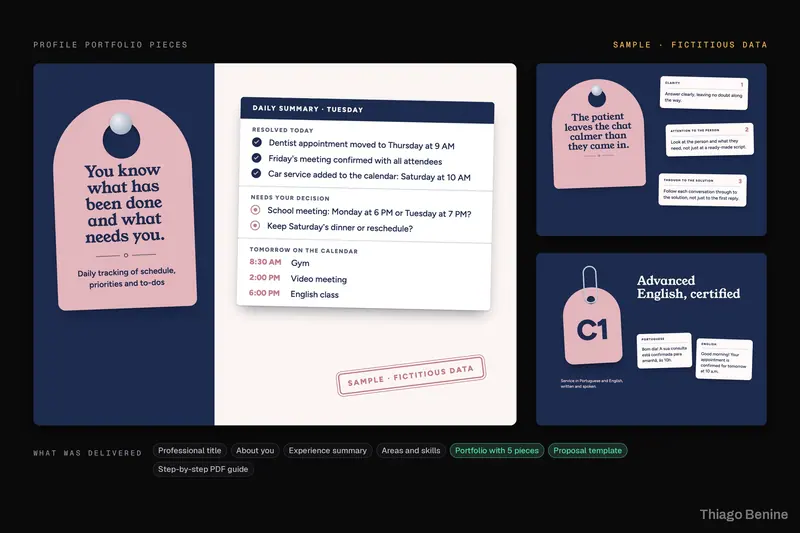 PROFILE PORTFOLIO PIECES
SAMPLE · FICTITIOUS DATA
You know
what has
been done
and what
needs you.
Daily tracking of schedule,
priorities and to-dos
DAILY SUMMARY · TUESDAY
RESOLVED TODAY
Dentist appointment moved to Thursday at 9 AM
Friday's meeting confirmed with all attendees
Car service added to the calendar: Saturday at 10 AM
NEEDS YOUR DECISION
School meeting: Monday at 6 PM or Tuesday at 7 PM?
Keep Saturday's dinner or reschedule?
TOMORROW ON THE CALENDAR
8:30 AM Gym
2:00 PM Video meeting
6:00 PM English class
SAMPLE · FICTITIOUS DATA
The patient
leaves the chat
calmer than
they came in.
CLARITY 1
Answer clearly, leaving no doubt along
the way.
ATTENTION TO THE PERSON 2
Look at the person and what they
need, not just at a ready-made script.
THROUGH TO THE SOLUTION 3
Follow each conversation through to
the solution, not just to the first reply.
C1
Service in Portuguese and English,
written and spoken.
Advanced
English, certified
PORTUGUESE
Bom dia! A sua consulta
está confirmada para
amanhã, às 10h.
ENGLISH
Good morning! Your
appointment is
confirmed for tomorrow
at 10 a.m.
WHAT WAS DELIVERED
Professional title
About you
Experience summary
Areas and skills
Portfolio with 5 pieces
Proposal template
Step-by-step PDF guide
Thiago Benine